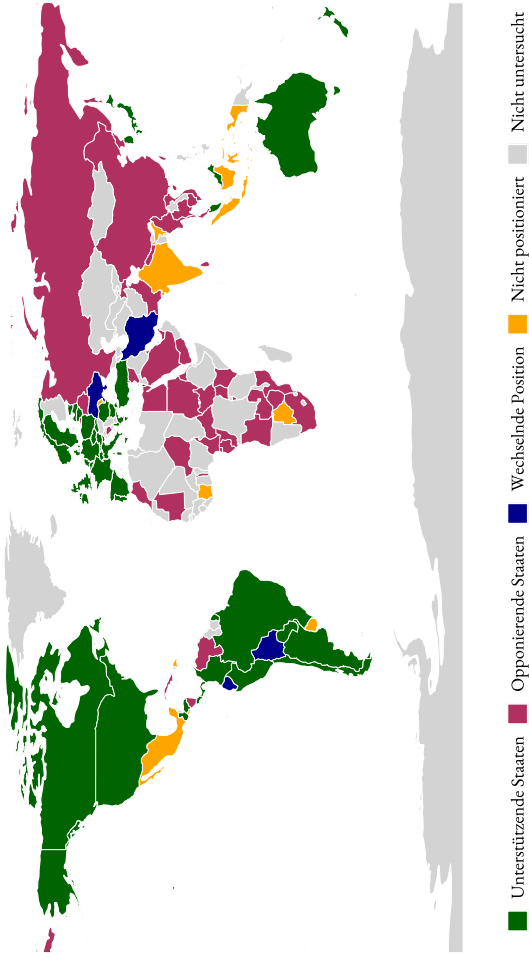 Unterstützende Staaten
Opponierende Staaten
Wechselnde Position
Nicht positioniert
Nicht untersucht